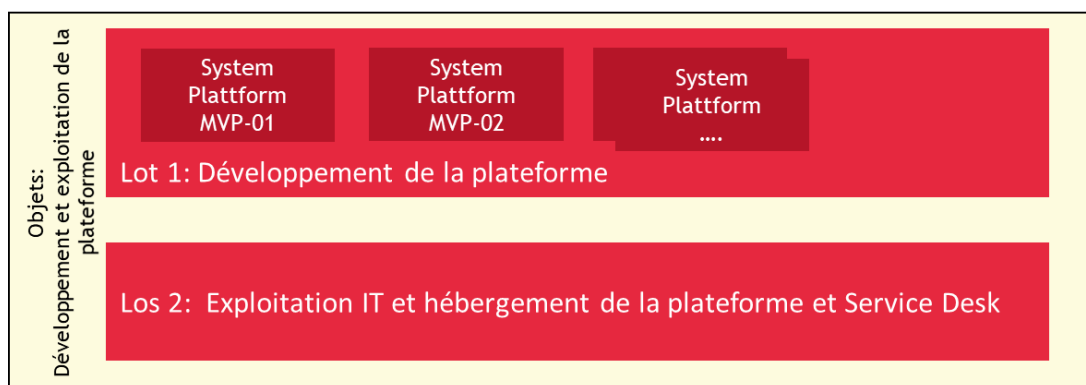 Objets:
Développement et exploitation de la
plateforme
System
Plattform
MVP-01
System
Plattform
MVP-02
System
Plattform
....
Lot 1: Développement de la plateforme
Los 2:  Exploitation IT et hébergement de la plateforme et Service Desk